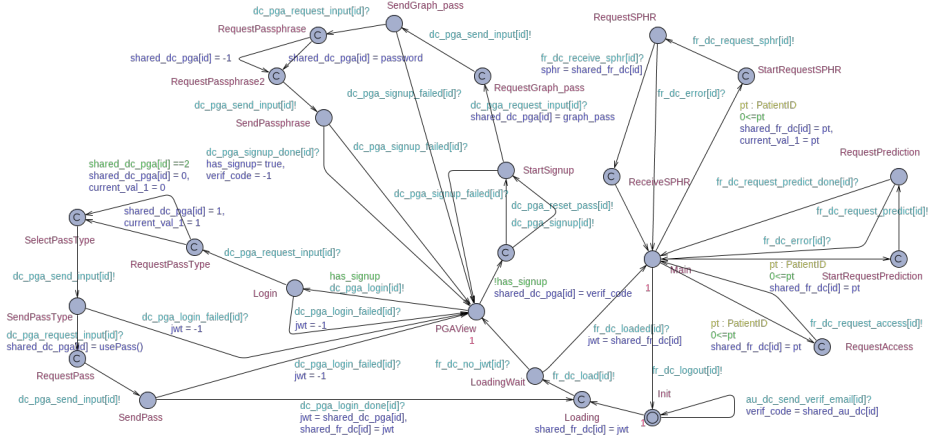 SendGraph_pass
dc_pga_request_input[id]?
RequestPassphrase
C
shared_dc_pga[id] = -1
shared_dc_pga[id] = password
C
RequestPassphrase2
dc_pga_send_input[id]!
SendPassphrase
dc_pga_send_input[id]!
C
RequestGraph_pass
dc_pga_request_input[id]?
shared_dc_pga[id] = graph_pass
dc_pga_signup_failed[id]?
dc_pga_signup_done[id]?
has_signup= true,
verif_code = -1
dc_pga_signup_failed[id]?
C
StartSignup
dc_pga_signup_failed[id]?
dc_pga_reset_pass[id]!
dc_pga_signup[id]!
C
!has_signup
shared_dc_pga[id] = verif_code
shared_dc_pga[id] ==2
shared_dc_pga[id] = 0,
current_val_1 = 0
shared_dc_pga[id] = 1,
current_val_1 = 1
C
SelectPassType
C
RequestPassType
dc_pga_request_input[id]?
dc_pga_send_input[id]!
Login
has_signup
dc_pga_login[id]!
dc_pga_login_failed[id]?
jwt = -1
SendPassType
dc_pga_login_failed[id]?
jwt = -1
dc_pga_request_input[id]?
shared_dc_pga[id] = usePass()
C
RequestPass
dc_pga_send_input[id]!
SendPass
dc_pga_login_failed[id]?
jwt = -1
dc_pga_login_done[id]?
jwt = shared_dc_pga[id],
shared_fr_dc[id] = jwt
PGAView
1
fr_dc_no_jwt[id]?
LoadingWait
fr_dc_load[id]!
C
Loading
shared_fr_dc[id] = jwt
fr_dc_loaded[id]?
jwt = shared_fr_dc[id]
RequestSPHR
fr_dc_request_sphr[id]!
fr_dc_receive_sphr[id]?
sphr = shared_fr_dc[id]
C
StartRequestSPHR
fr_dc_error[id]?
pt : PatientID
0<=pt
shared_fr_dc[id] = pt,
current_val_1 = pt
C
ReceiveSPHR
RequestPrediction
fr_dc_request_predict_done[id]?
fr_dc_request_predict[id]!
fr_dc_error[id]?
C
StartRequestPrediction
Main
1
pt : PatientID
0<=pt
shared_fr_dc[id] = pt
pt : PatientID
0<=pt
shared_fr_dc[id] = pt
fr_dc_request_access[id]!
C
RequestAccess
fr_dc_logout[id]!
Init
1
au_dc_send_verif_email[id]?
verif_code = shared_au_dc[id]